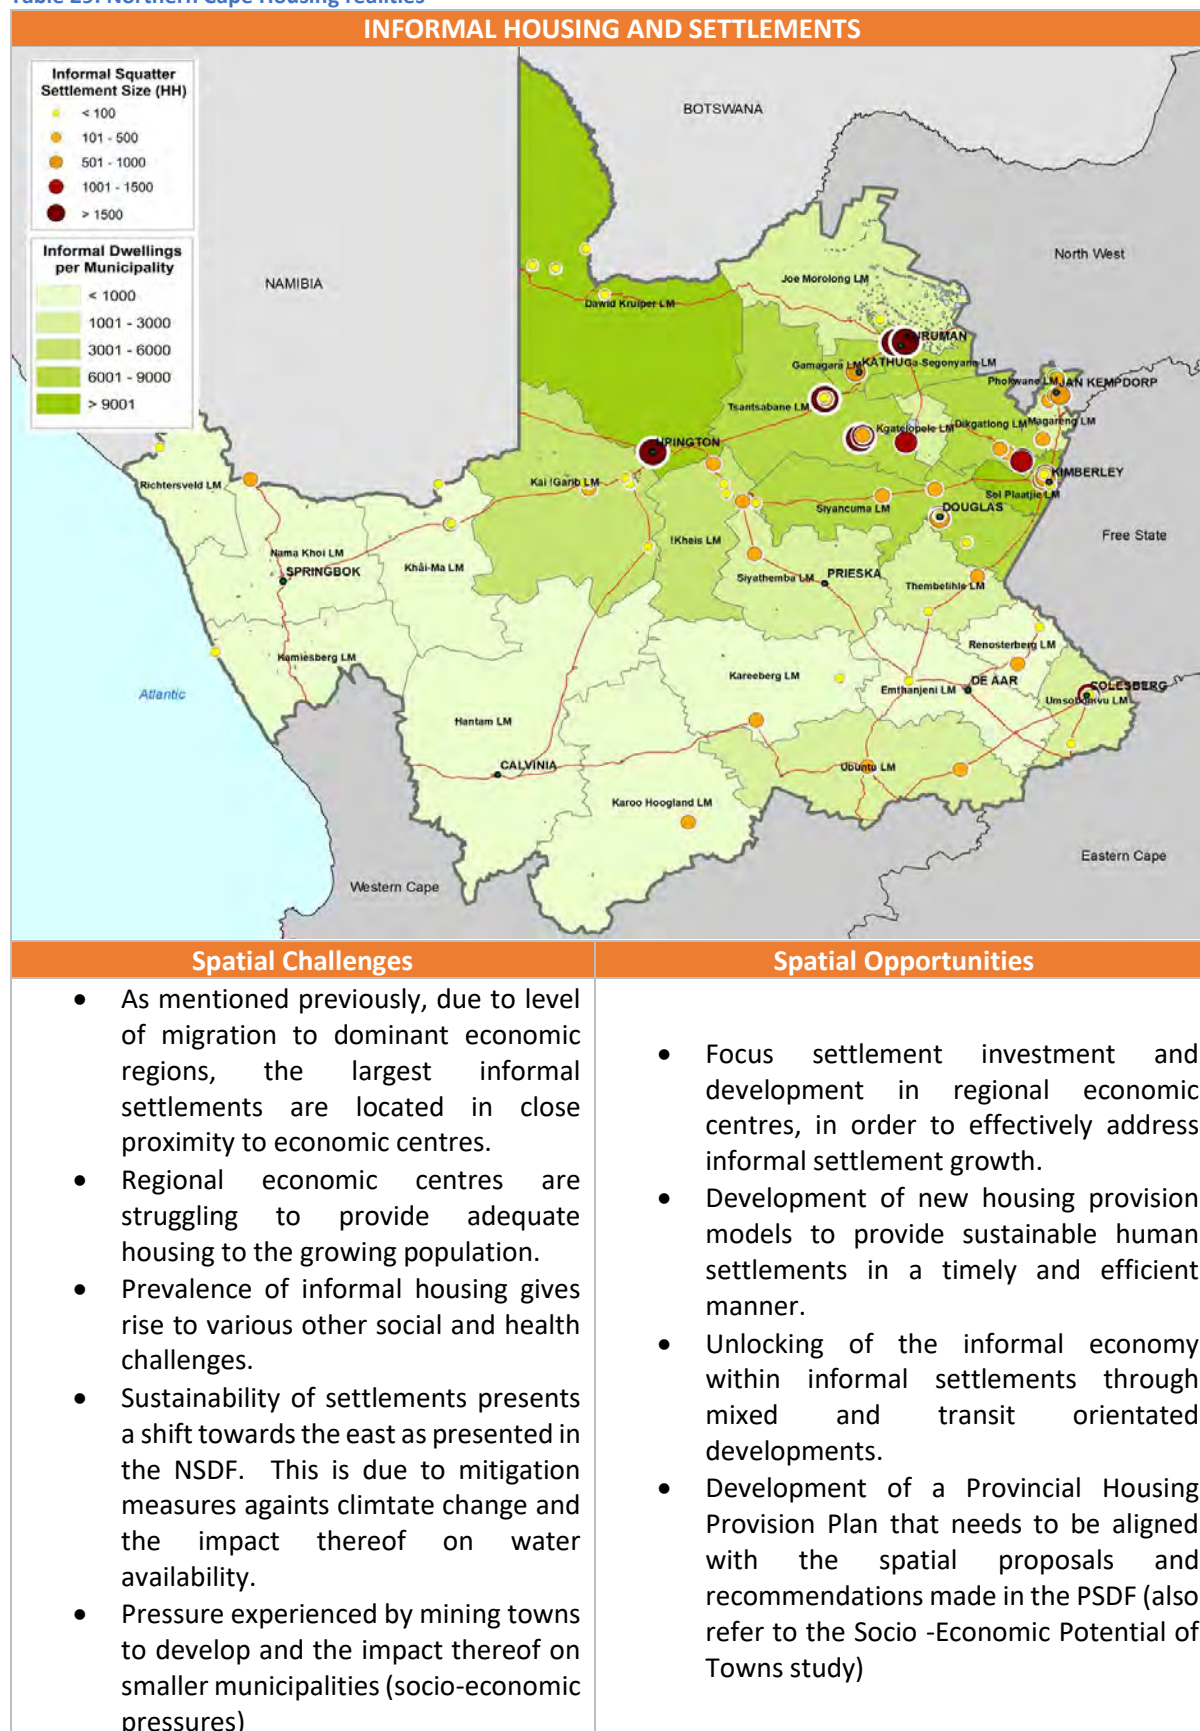 Table 29: Northern Cape Housing realities
INFORMAL HOUSING AND SETTLEMENTS
Informal Squatter
Settlement Size (HH)
< 100
101 - 500
501 - 1000
1001 - 1500
> 1500
Informal Dwellings
per Municipality
< 1000
1001 - 3000
3001 - 6000
6001 - 9000
> 9001
BOTSWANA
NAMIBIA
North West
Joe Morolong LM
Dawid Kruiper LM
KURUMAN
Gamagara LM
KATHU
Ga-Segonyana LM
Phokwane LM
JAN KEMPDORP
Tsantsabane LM
Kgatelopele LM
Dikgatlong LM
Magareng LM
UPINGTON
KIMBERLEY
Richtersveld LM
Kai !Garib LM
Sol Plaatjie LM
Siyancuma LM
DOUGLAS
Free State
!Kheis LM
Nama Khoi LM
SPRINGBOK
Khâi-Ma LM
Siyathemba LM
PRIESKA
Thembelihle LM
Renosterberg LM
Kamiesberg LM
Kareeberg LM
DE AAR
Emthanjeni LM
COLESBERG
Umsobomvu LM
Atlantic
Hantam LM
CALVINIA
Ubuntu LM
Karoo Hoogland LM
Eastern Cape
Western Cape
Spatial Challenges
• As mentioned previously, due to level
of migration to dominant economic
regions, the largest informal
settlements are located in close
proximity to economic centres.
• Regional economic centres are
struggling to provide adequate
housing to the growing population.
• Prevalence of informal housing gives
rise to various other social and health
challenges.
• Sustainability of settlements presents
a shift towards the east as presented in
the NSDF. This is due to mitigation
measures againts climtate change and
the impact thereof on water
availability.
• Pressure experienced by mining towns
to develop and the impact thereof on
smaller municipalities (socio-economic
pressures)
Spatial Opportunities
• Focus settlement investment and
development in regional economic
centres, in order to effectively address
informal settlement growth.
• Development of new housing provision
models to provide sustainable human
settlements in a timely and efficient
manner.
• Unlocking of the informal economy
within informal settlements through
mixed and transit orientated
developments.
• Development of a Provincial Housing
Provision Plan that needs to be aligned
with the spatial proposals and
recommendations made in the PSDF (also
refer to the Socio -Economic Potential of
Towns study)